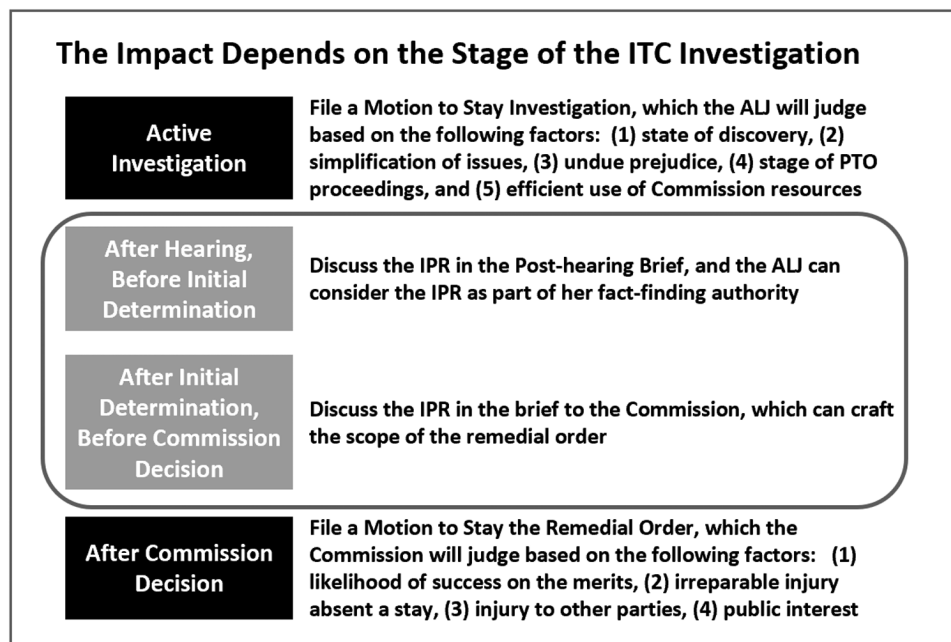 The Impact Depends on the Stage of the ITC Investigation
Active
Investigation
File a Motion to Stay Investigation, which the ALJ will judge
based on the following factors: (1) state of discovery, (2)
simplification of issues, (3) undue prejudice, (4) stage of PTO
proceedings, and (5) efficient use of Commission resources
After Hearing,
Before Initial
Determination
Discuss the IPR in the Post-hearing Brief, and the ALJ can
consider the IPR as part of her fact-finding authority
After Initial
Determination,
Before Commission
Decision
Discuss the IPR in the brief to the Commission, which can craft
the scope of the remedial order
After Commission
Decision
File a Motion to Stay the Remedial Order, which the
Commission will judge based on the following factors: (1)
likelihood of success on the merits, (2) irreparable injury
absent a stay, (3) injury to other parties, (4) public interest